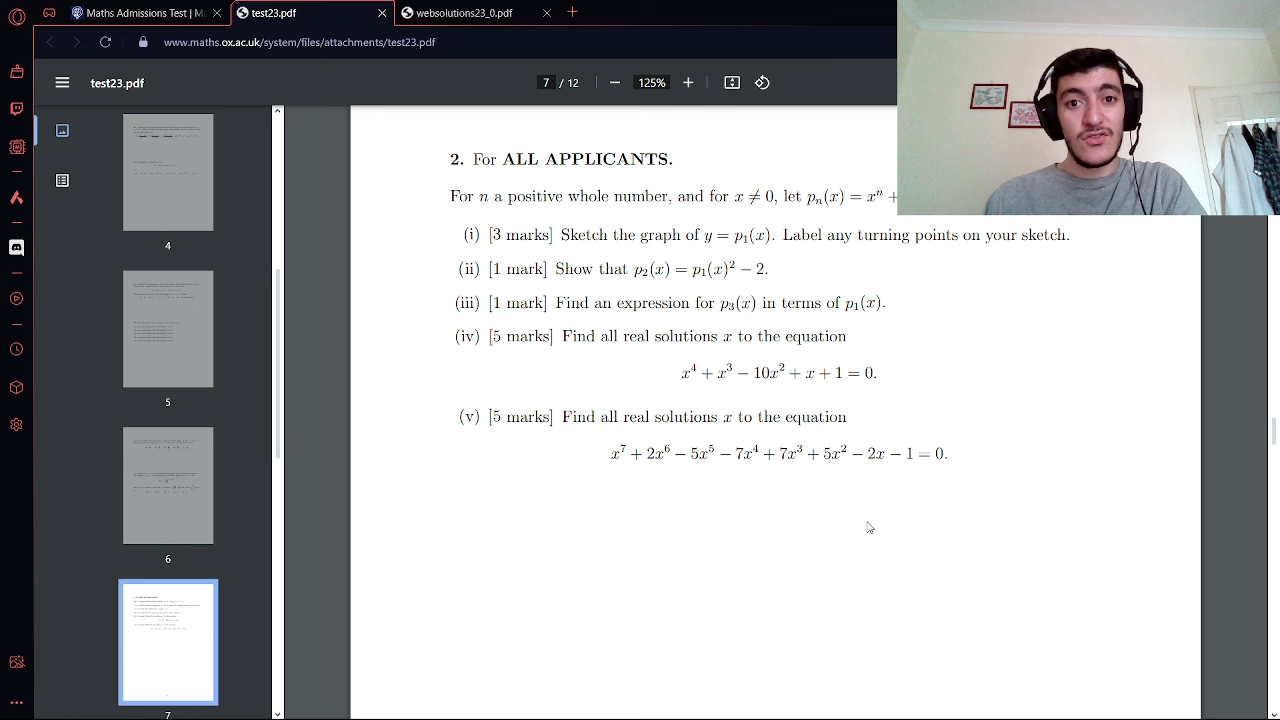 Maths Admissions Test | Ma
test23.pdf
websolutions23_0.pdf
www.maths.ox.ac.uk/system/files/attachments/test23.pdf
test23.pdf
7 / 12
125%
4
5
6
7
2. For ALL APPLICANTS.
For n a positive whole number, and for x ≠ 0, let pₙ(x) = xⁿ +
(i) [3 marks] Sketch the graph of y = p₁(x). Label any turning points on your sketch.
(ii) [1 mark] Show that p₂(x) = p₁(x)² − 2.
(iii) [1 mark] Find an expression for p₃(x) in terms of p₁(x).
(iv) [5 marks] Find all real solutions x to the equation
x⁴ + x³ − 10x² + x + 1 = 0.
(v) [5 marks] Find all real solutions x to the equation
x⁷ + 2x⁶ − 5x⁵ − 7x⁴ + 7x³ + 5x² − 2x − 1 = 0.